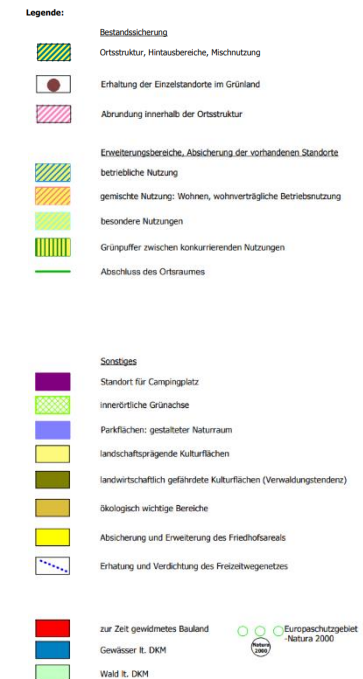 Legende:
Bestandssicherung
Ortsstruktur, Hintausbereiche, Mischnutzung
Erhaltung der Einzelstandorte im Grünland
Abrundung innerhalb der Ortsstruktur
Erweiterungsbereiche, Absicherung der vorhandenen Standorte
betriebliche Nutzung
gemischte Nutzung: Wohnen, wohnverträgliche Betriebsnutzung
besondere Nutzungen
Grünpuffer zwischen konkurrierenden Nutzungen
Abschluss des Ortsraumes
Sonstiges
Standort für Campingplatz
innerörtliche Grünachse
Parkflächen: gestalteter Naturraum
landschaftsprägende Kulturflächen
landwirtschaftlich gefährdete Kulturflächen (Verwaldungstendenz)
ökologisch wichtige Bereiche
Absicherung und Erweiterung des Friedhofsareals
Erhatung und Verdichtung des Freizeitwegenetzes
zur Zeit gewidmetes Bauland
Gewässer lt. DKM
Wald lt. DKM
Europaschutzgebiet
-Natura 2000
Natura
2000